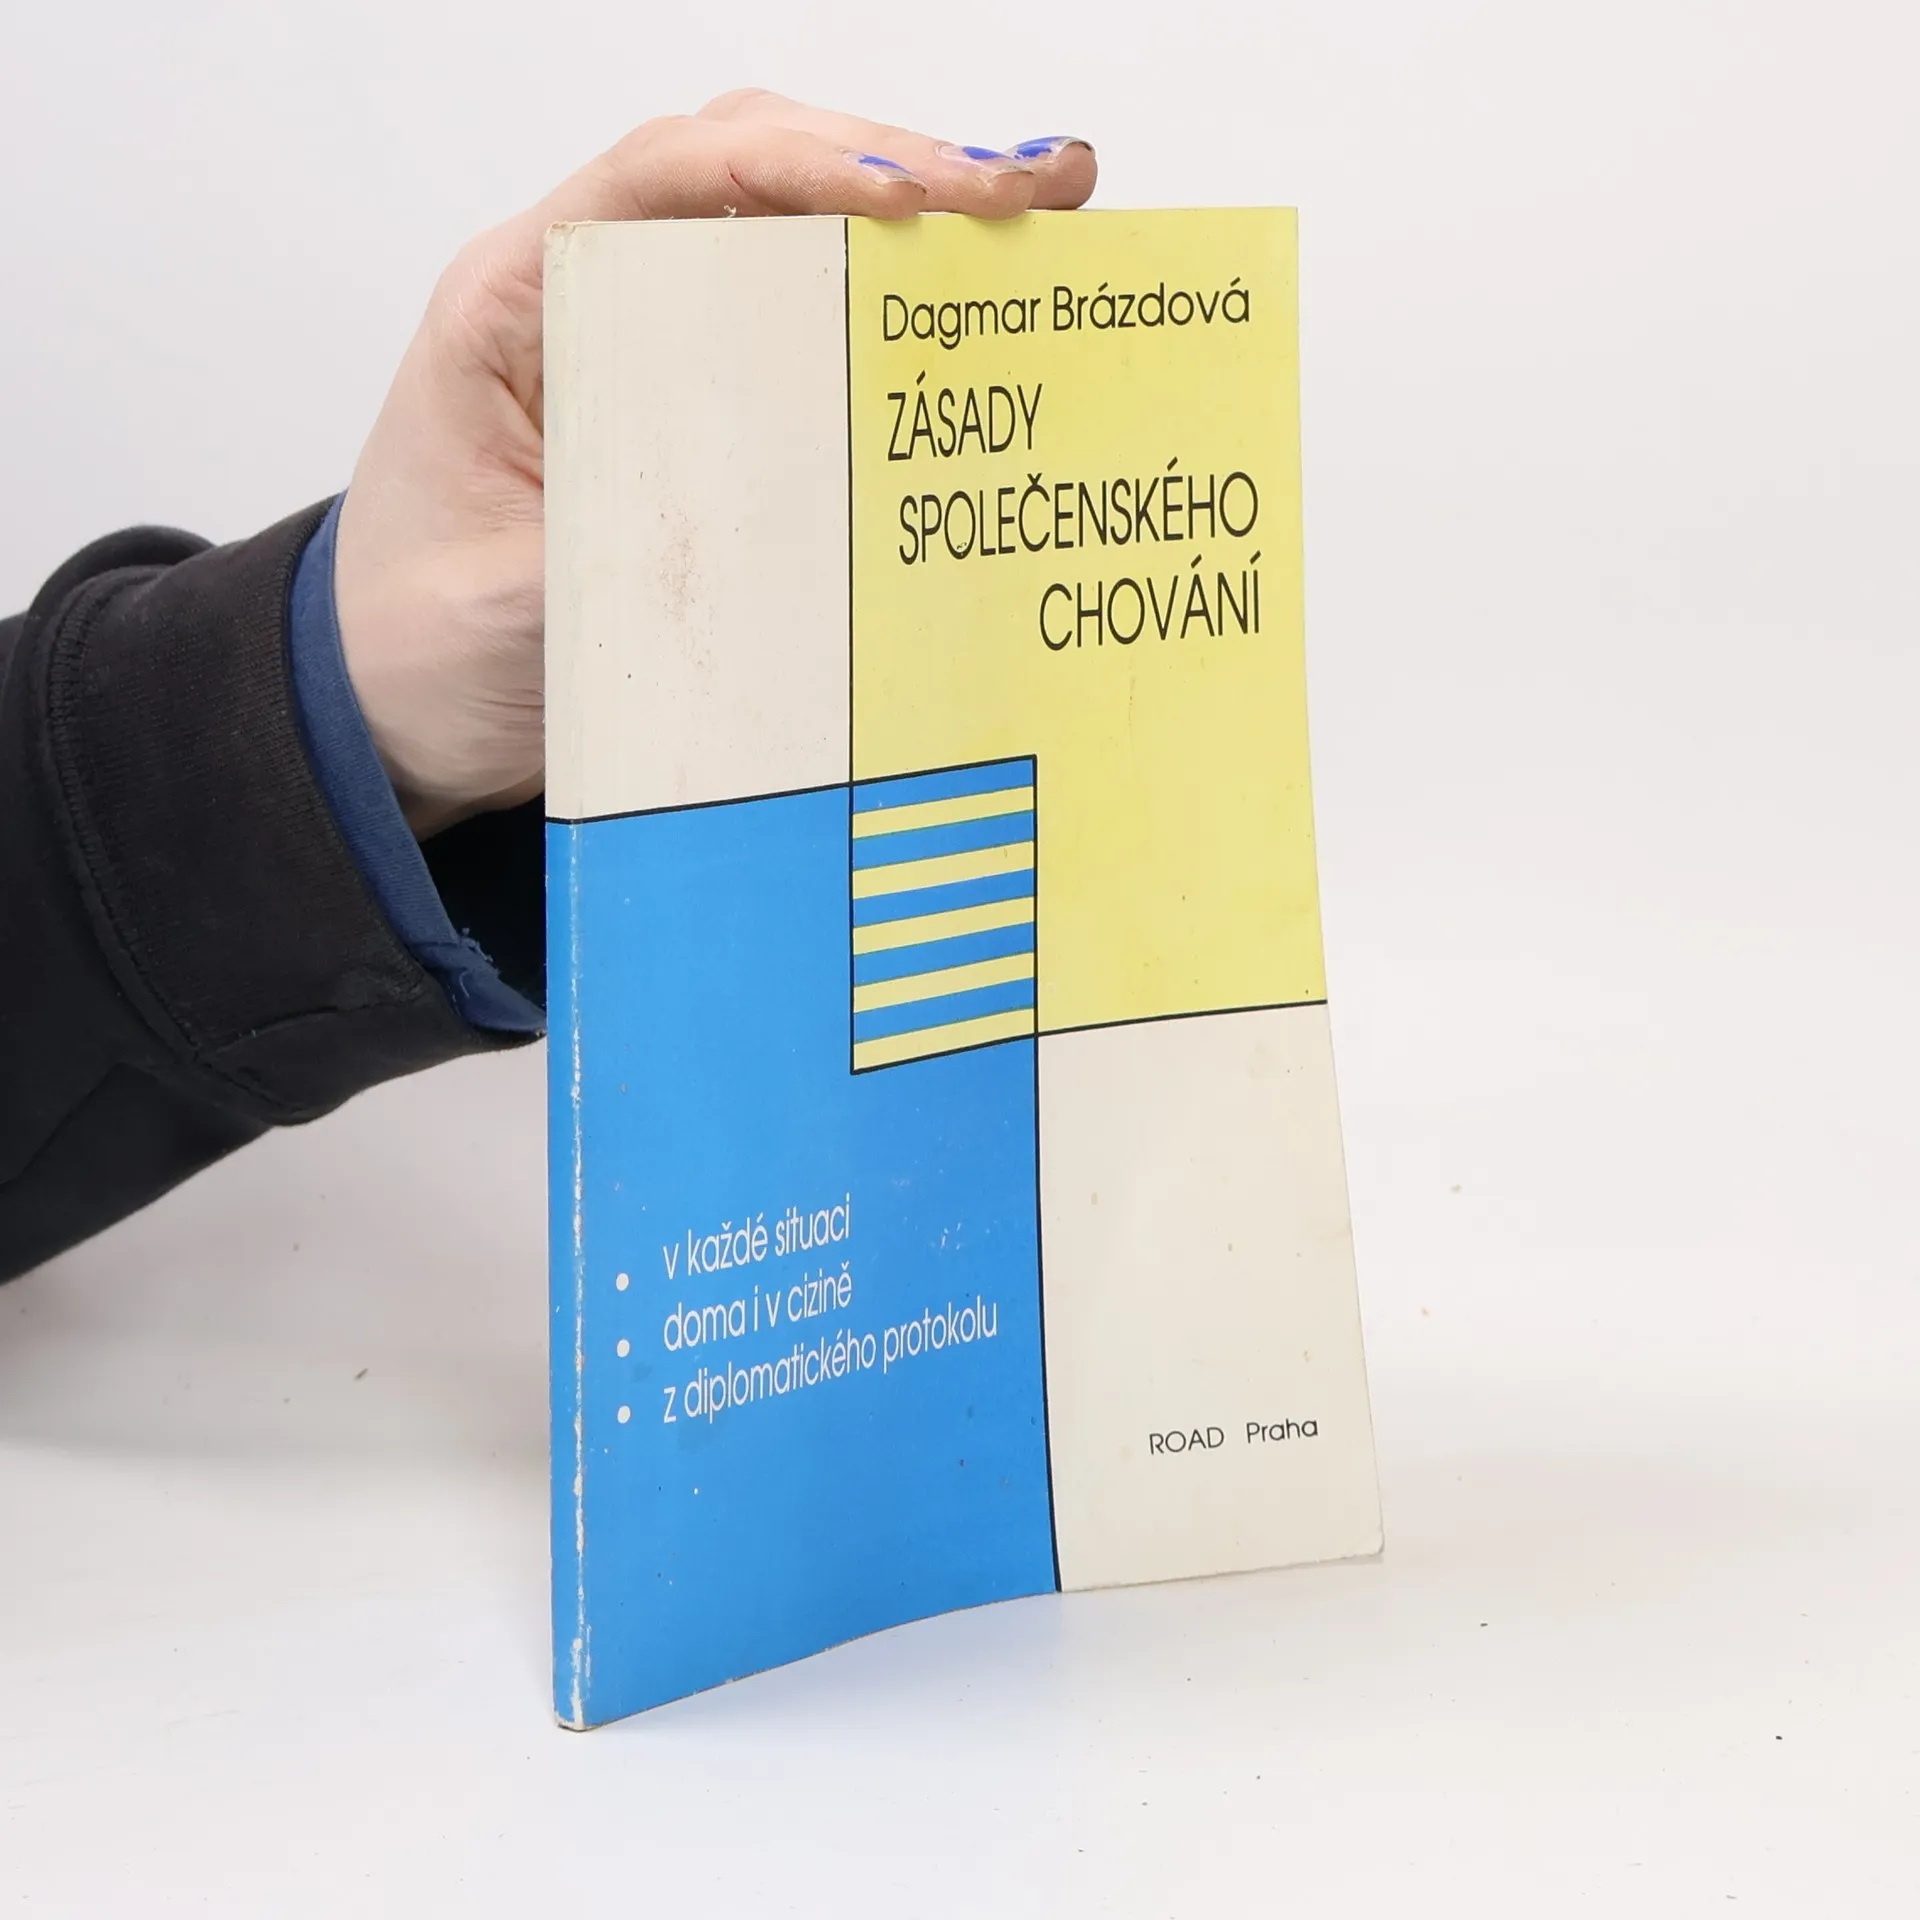 Dagmar Brázdová
ZÁSADY
SPOLEČENSKÉHO
CHOVÁNÍ
• v každé situaci
• doma i v cizině
• z diplomatického protokolu
ROAD Praha